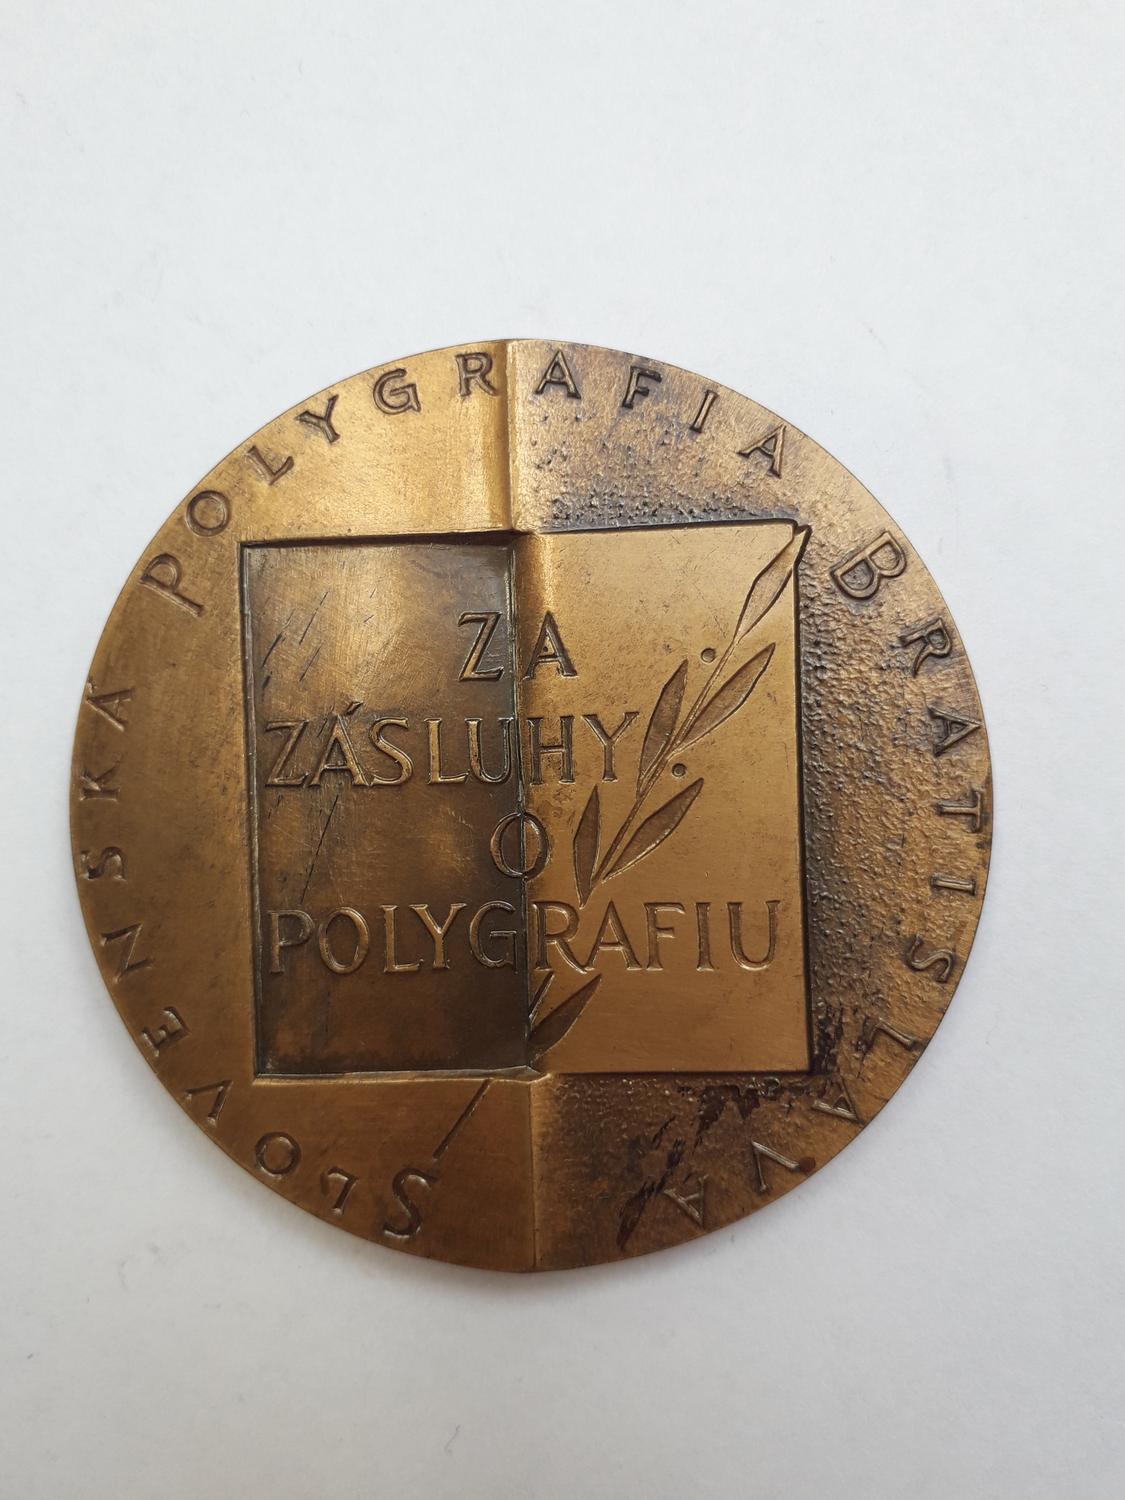 SLOVENSKÁ POLYGRAFIA BRATISLAVA
ZA
ZÁSLUHY
O
POLYGRAFIU